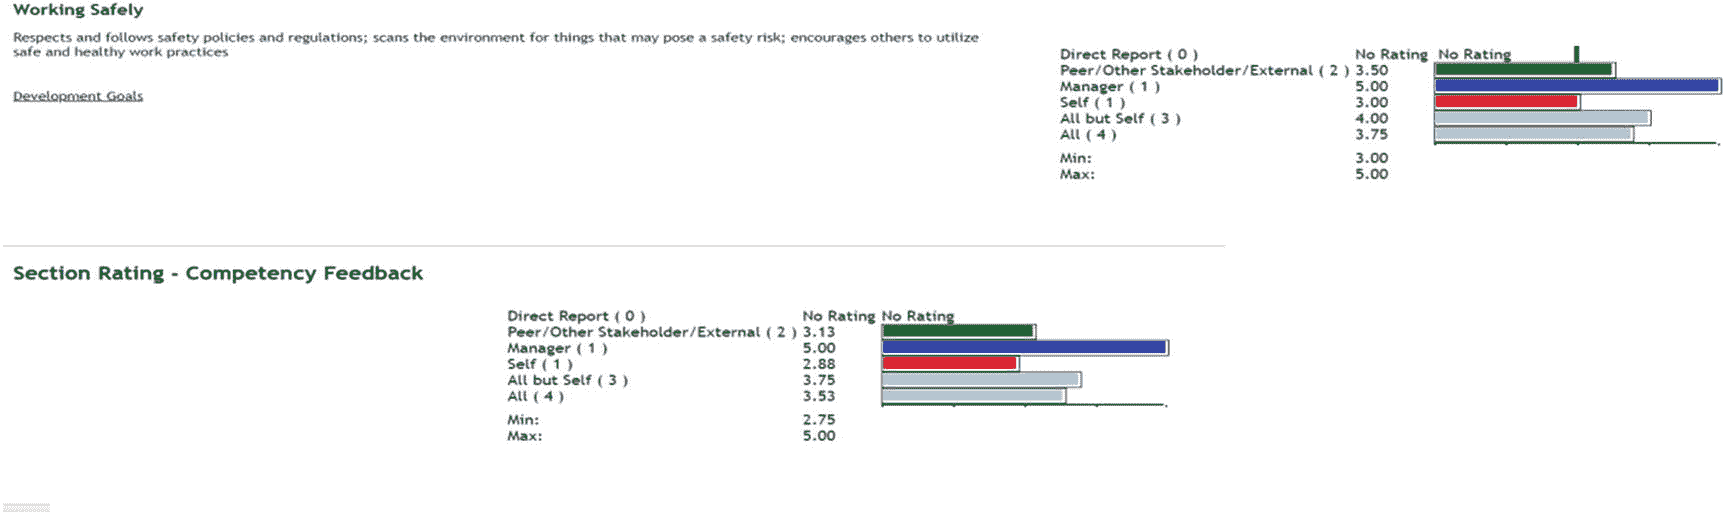 Working Safely
Respects and follows safety policies and regulations; scans the environment for things that may pose a safety risk; encourages others to utilize
safe and healthy work practices
Development Goals
Direct Report ( 0 ) No Rating No Rating
Peer/Other Stakeholder/External ( 2 ) 3.50
Manager ( 1 ) 5.00
Self ( 1 ) 3.00
All but Self ( 3 ) 4.00
All ( 4 ) 3.75
Min: 3.00
Max: 5.00
Section Rating - Competency Feedback
Direct Report ( 0 ) No Rating No Rating
Peer/Other Stakeholder/External ( 2 ) 3.13
Manager ( 1 ) 5.00
Self ( 1 ) 2.88
All but Self ( 3 ) 3.75
All ( 4 ) 3.53
Min: 2.75
Max: 5.00